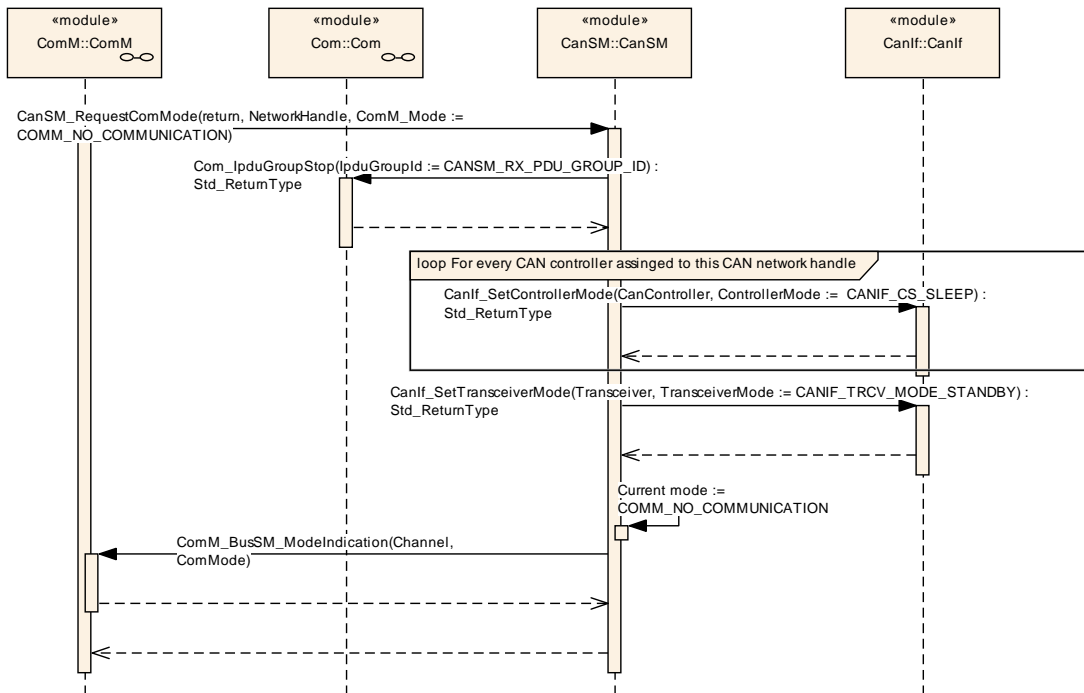 «module»
ComM::ComM
«module»
Com::Com
«module»
CanSM::CanSM
«module»
CanIf::CanIf
CanSM_RequestComMode(return, NetworkHandle, ComM_Mode :=
COMM_NO_COMMUNICATION)
Com_IpduGroupStop(IpduGroupId := CANSM_RX_PDU_GROUP_ID) :
Std_ReturnType
loop For every CAN controller assinged to this CAN network handle
CanIf_SetControllerMode(CanController, ControllerMode := CANIF_CS_SLEEP) :
Std_ReturnType
CanIf_SetTransceiverMode(Transceiver, TransceiverMode := CANIF_TRCV_MODE_STANDBY) :
Std_ReturnType
Current mode :=
COMM_NO_COMMUNICATION
ComM_BusSM_ModeIndication(Channel,
ComMode)